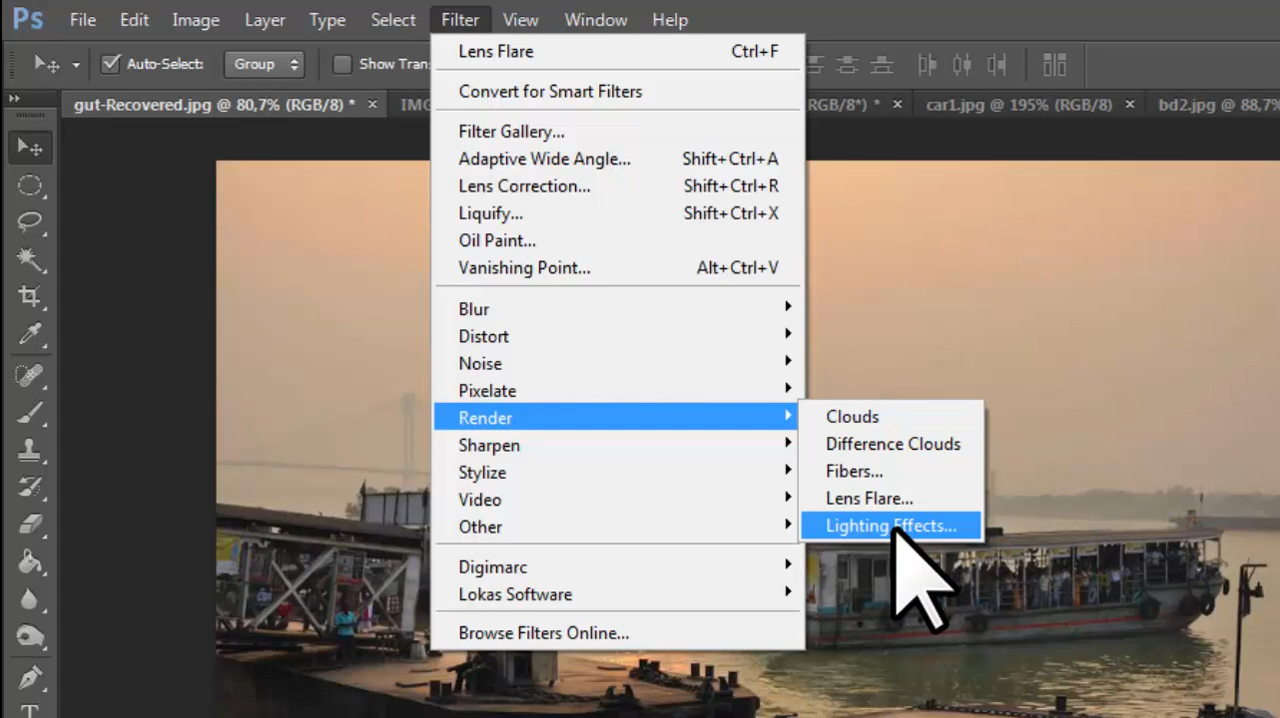 Ps File Edit Image Layer Type Select Filter View Window Help
Auto-Select: Group Show Tran
gut-Recovered.jpg @ 80,7% (RGB/8) * × IMG RGB/8*) * × car1.jpg @ 195% (RGB/8) × bd2.jpg @ 88,7%
Lens Flare Ctrl+F
Convert for Smart Filters
Filter Gallery...
Adaptive Wide Angle... Shift+Ctrl+A
Lens Correction... Shift+Ctrl+R
Liquify... Shift+Ctrl+X
Oil Paint...
Vanishing Point... Alt+Ctrl+V
Blur
Distort
Noise
Pixelate
Render
Sharpen
Stylize
Video
Other
Digimarc
Lokas Software
Browse Filters Online...
Clouds
Difference Clouds
Fibers...
Lens Flare...
Lighting Effects...
T